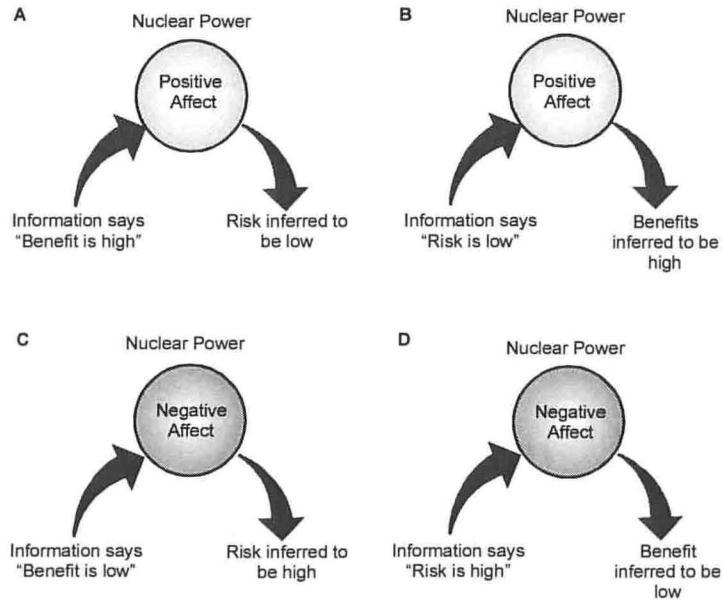 A
Nuclear Power
Positive
Affect
Information says
"Benefit is high"
Risk inferred to
be low
B
Nuclear Power
Positive
Affect
Information says
"Risk is low"
Benefits
inferred to be
high
C
Nuclear Power
Negative
Affect
Information says
"Benefit is low"
Risk inferred to
be high
D
Nuclear Power
Negative
Affect
Information says
"Risk is high"
Benefit
inferred to be
low